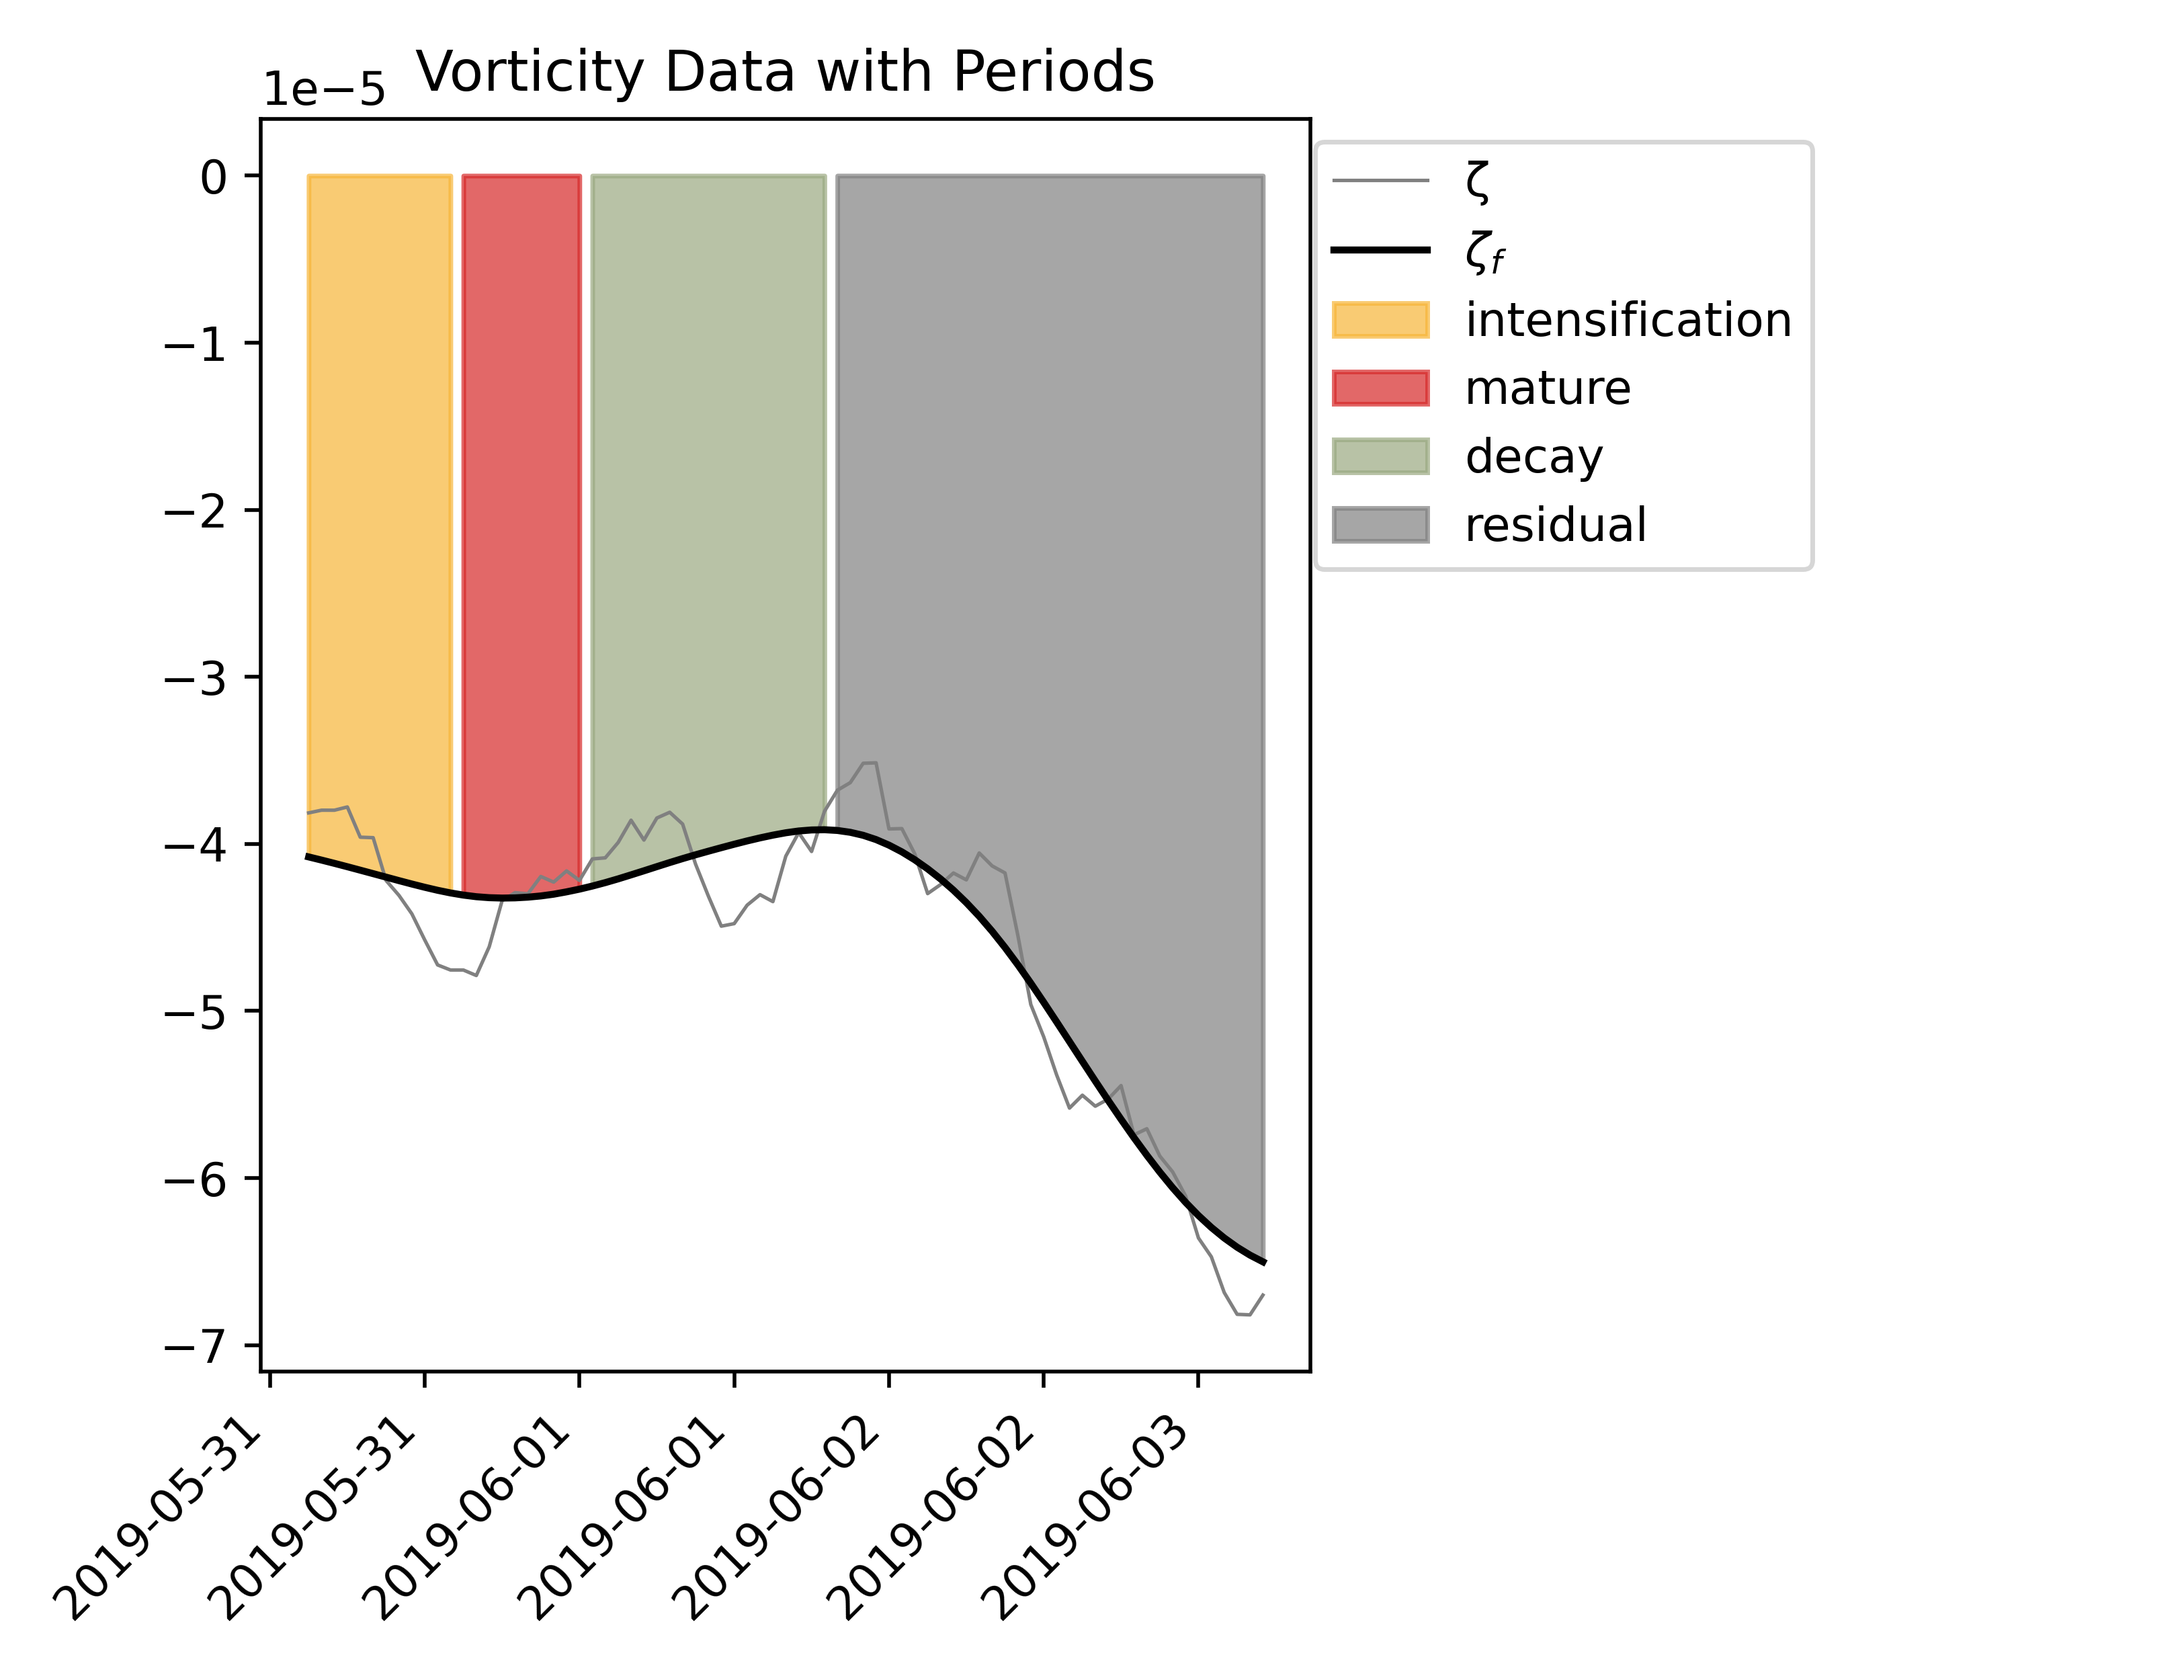 Vorticity Data with Periods
1e−5
0
−1
−2
−3
−4
−5
−6
−7
2019-05-31
2019-05-31
2019-06-01
2019-06-01
2019-06-02
2019-06-02
2019-06-03
ζ
ζf
intensification
mature
decay
residual